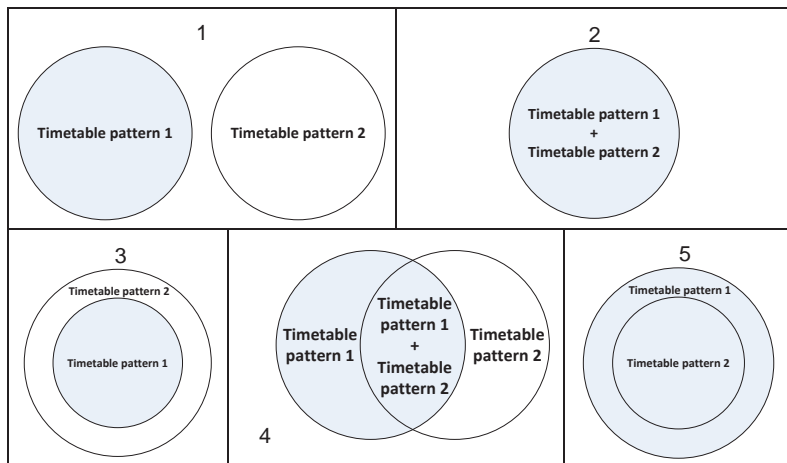 1
Timetable pattern 1
Timetable pattern 2
2
Timetable pattern 1
+
Timetable pattern 2
3
Timetable pattern 2
Timetable pattern 1
4
Timetable
pattern 1
Timetable
pattern 1
+
Timetable
pattern 2
Timetable
pattern 2
5
Timetable pattern 1
Timetable pattern 2